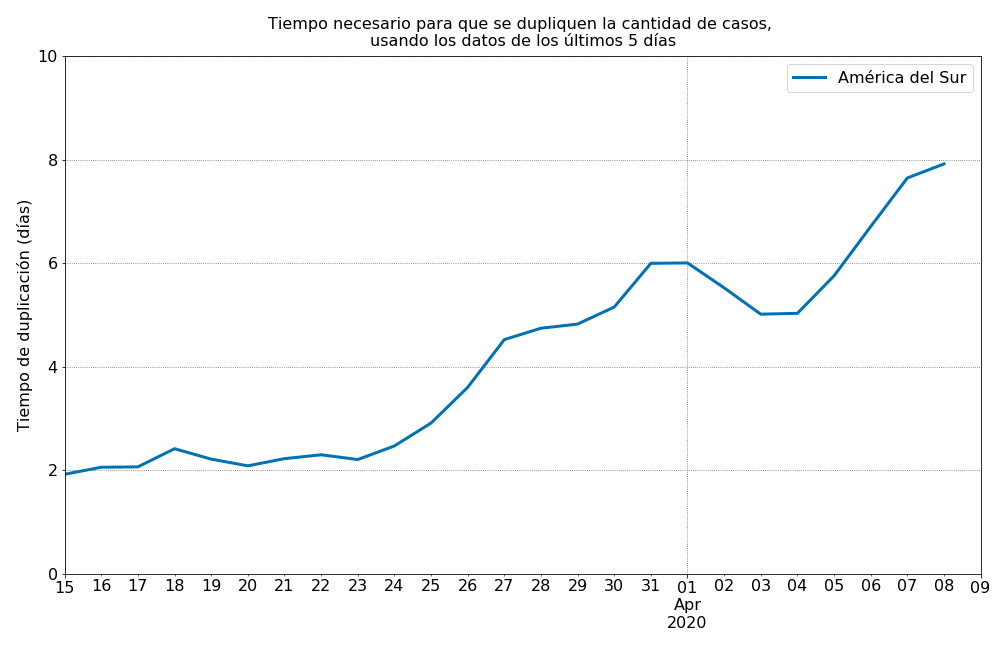 Tiempo necesario para que se dupliquen la cantidad de casos,
usando los datos de los últimos 5 días
América del Sur
Tiempo de duplicación (días)
10
8
6
4
2
0
15 16 17 18 19 20 21 22 23 24 25 26 27 28 29 30 31 01 02 03 04 05 06 07 08 09
Apr
2020